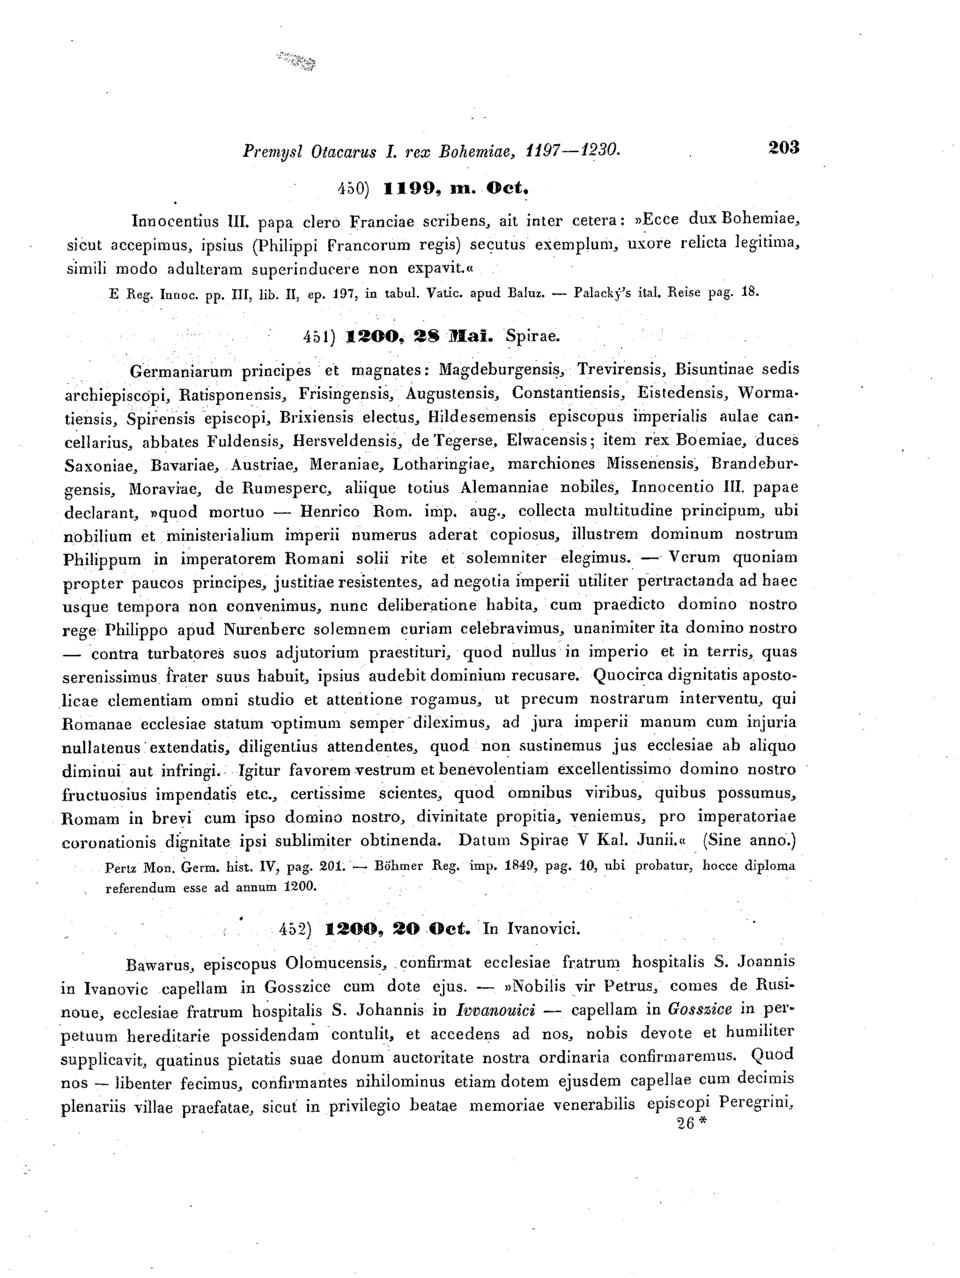 Premysl Otacarus I. rex Bohemiae, 1197—1230. 203
450) 1199, m. Oct.
Innocentius III. papa clero Franciae scribens, ait inter cetera: »Ecce dux Bohemiae,
sicut accepimus, ipsius (Philippi Francorum regis) secutus exemplum, uxore relicta legitima,
simili modo adulteram superinducere non expavit.«
E Reg. Innoc. pp. III, lib. II, ep. 197, in tabul. Vatic. apud Baluz. — Palacký's ital. Reise pag. 18.
451) 1200, 28 Mai. Spirae.
Germaniarum principes et magnates: Magdeburgensis, Trevirensis, Bisuntinae sedis
archiepiscopi, Ratisponensis, Frisingensis, Augustensis, Constantiensis, Eistedensis, Worma-
tiensis, Spirensis episcopi, Brixiensis electus, Hildesemensis episcopus imperialis aulae can-
cellarius, abbates Fuldensis, Hersveldensis, de Tegerse, Elwacensis; item rex Boemiae, duces
Saxoniae, Bavariae, Austriae, Meraniae, Lotharingiae, marchiones Missenensis, Brandebur-
gensis, Moraviae, de Rumesperc, aliique totius Alemanniae nobiles, Innocentio III. papae
declarant, »quod mortuo — Henrico Rom. imp. aug., collecta multitudine principum, ubi
nobilium et ministerialium imperii numerus aderat copiosus, illustrem dominum nostrum
Philippum in imperatorem Romani solii rite et solemniter elegimus. — Verum quoniam
propter paucos principes, justitiae resistentes, ad negotia imperii utiliter pertractanda ad haec
usque tempora non convenimus, nunc deliberatione habita, cum praedicto domino nostro
rege Philippo apud Nurenberc solemnem curiam celebravimus, unanimiter ita domino nostro
— contra turbatores suos adjutorium praestituri, quod nullus in imperio et in terris, quas
serenissimus frater suus habuit, ipsius audebit dominium recusare. Quocirca dignitatis aposto-
licae clementiam omni studio et attentione rogamus, ut precum nostrarum interventu, qui
Romanae ecclesiae statum optimum semper dileximus, ad jura imperii manum cum injuria
nullatenus extendatis, diligentius attendentes, quod non sustinemus jus ecclesiae ab aliquo
diminui aut infringi. Igitur favorem vestrum et benevolentiam excellentissimo domino nostro
fructuosius impendatis etc., certissime scientes, quod omnibus viribus, quibus possumus,
Romam in brevi cum ipso domino nostro, divinitate propitia, veniemus, pro imperatoriae
coronationis dignitate ipsi sublimiter obtinenda. Datum Spirae V Kal. Junii.« (Sine anno.)
Pertz Mon. Germ. hist. IV, pag. 201. — Böhmer Reg. imp. 1849, pag. 10, ubi probatur, hocce diploma
referendum esse ad annum 1200.
452) 1200, 20 Oct. In Ivanovici.
Bawarus, episcopus Olomucensis, confirmat ecclesiae fratrum hospitalis S. Joannis
in Ivanovic capellam in Gosszice cum dote ejus. — »Nobilis vir Petrus, comes de Rusi-
noue, ecclesiae fratrum hospitalis S. Johannis in Ivvanouici — capellam in Gosszice in per-
petuum hereditarie possidendam contulit, et accedens ad nos, nobis devote et humiliter
supplicavit, quatinus pietatis suae donum auctoritate nostra ordinaria confirmaremus. Quod
nos — libenter fecimus, confirmantes nihilominus etiam dotem ejusdem capellae cum decimis
plenariis villae praefatae, sicut in privilegio beatae memoriae venerabilis episcopi Peregrini,
26*